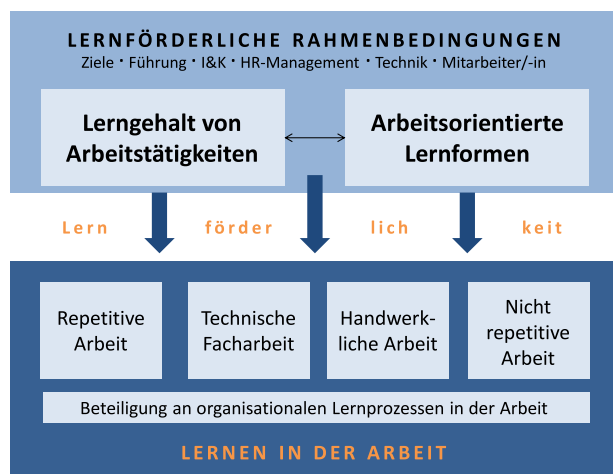 LERNFÖRDERLICHE RAHMENBEDINGUNGEN
Ziele · Führung · I&K · HR-Management · Technik · Mitarbeiter/-in
Lerngehalt von
Arbeitstätigkeiten
Arbeitsorientierte
Lernformen
Lern förder lich keit
Repetitive
Arbeit
Technische
Facharbeit
Handwerk-
liche Arbeit
Nicht
repetitive
Arbeit
Beteiligung an organisationalen Lernprozessen in der Arbeit
LERNEN IN DER ARBEIT